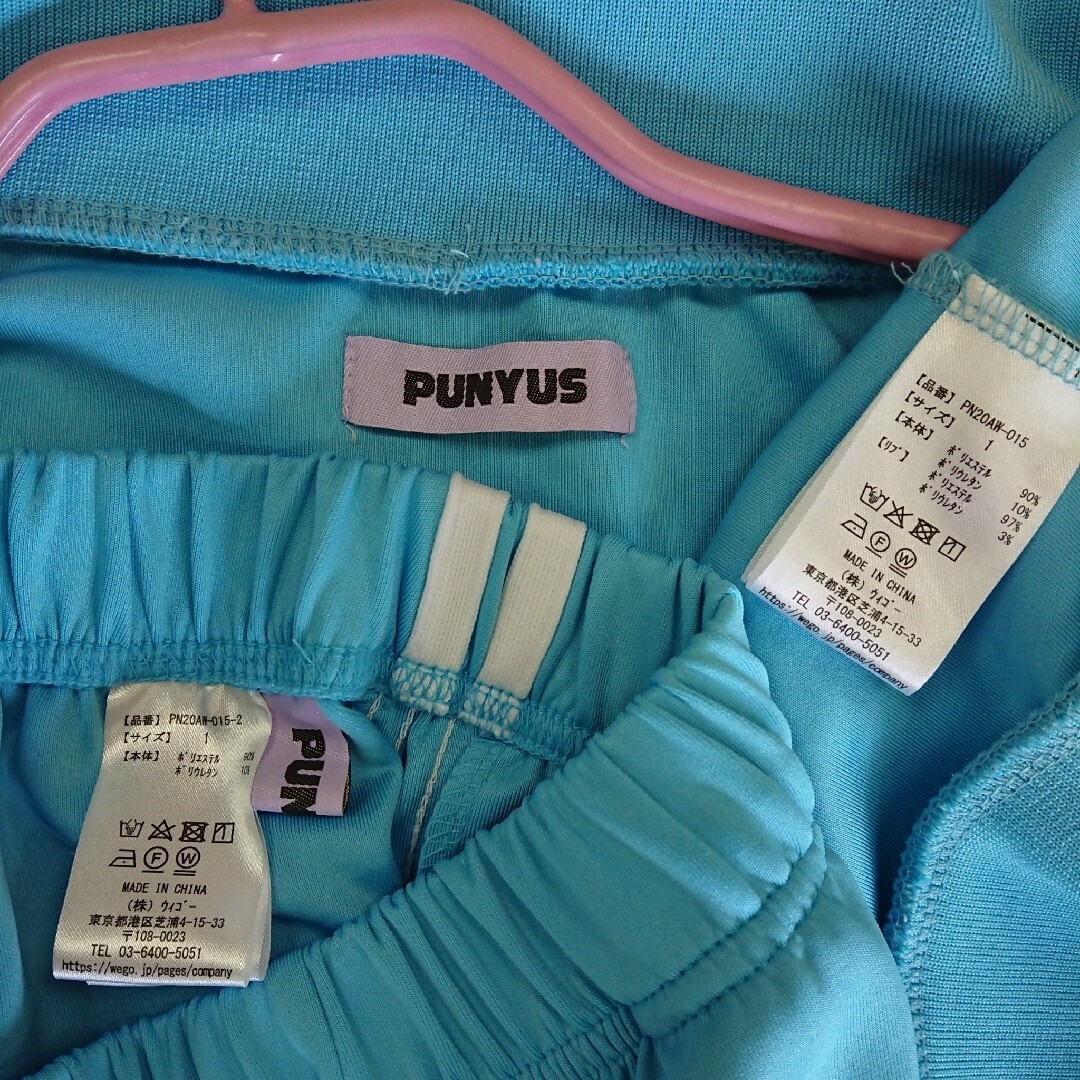 PUNYUS
【品番】 PN20AW-015
【サイズ】 1
【本体】 ポリエステル 90%
ポリウレタン 10%
【リブ】 ポリエステル 97%
ポリウレタン 3%
F W
MADE IN CHINA
(株) ウィゴー
東京都港区芝浦4-15-33
〒108-0023
TEL 03-6400-5051
https://wego.jp/pages/company
【品番】 PN20AW-015-2
【サイズ】 1
【本体】 ポリエステル 90%
ポリウレタン 10%
F W
MADE IN CHINA
(株) ウィゴー
東京都港区芝浦4-15-33
〒108-0023
TEL 03-6400-5051
https://wego.jp/pages/company
PUN